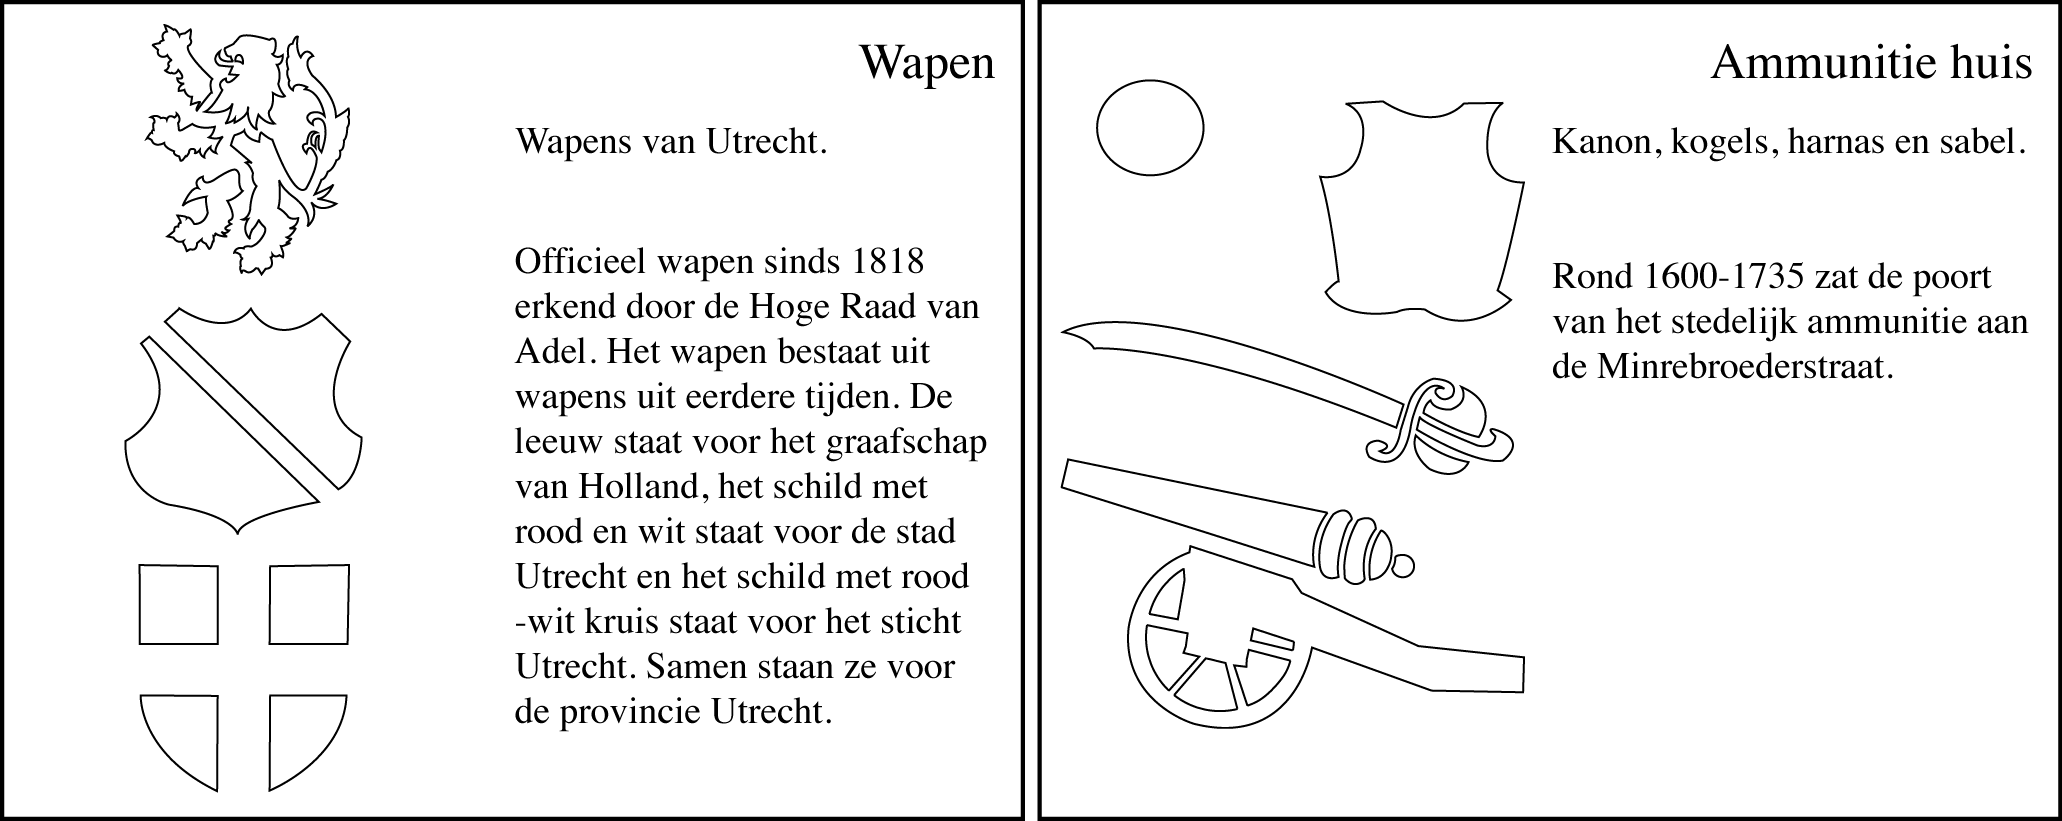 Wapen
Wapens van Utrecht.
Officieel wapen sinds 1818
erkend door de Hoge Raad van
Adel. Het wapen bestaat uit
wapens uit eerdere tijden. De
leeuw staat voor het graafschap
van Holland, het schild met
rood en wit staat voor de stad
Utrecht en het schild met rood
-wit kruis staat voor het sticht
Utrecht. Samen staan ze voor
de provincie Utrecht.
Ammunitie huis
Kanon, kogels, harnas en sabel.
Rond 1600-1735 zat de poort
van het stedelijk ammunitie aan
de Minrebroederstraat.